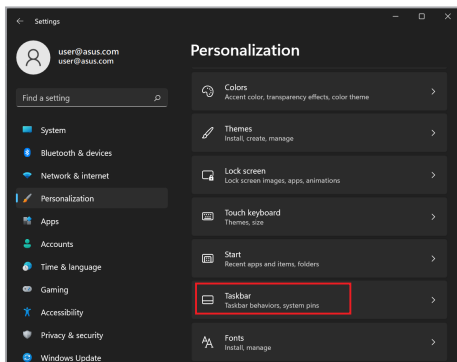 Settings
user@asus.com
user@asus.com
Find a setting
System
Bluetooth & devices
Network & internet
Personalization
Apps
Accounts
Time & language
Gaming
Accessibility
Privacy & security
Windows Update
Personalization
Colors
Accent color, transparency effects, color theme
Themes
Install, create, manage
Lock screen
Lock screen images, apps, animations
Touch keyboard
Themes, size
Start
Recent apps and items, folders
Taskbar
Taskbar behaviors, system pins
Fonts
Install, manage